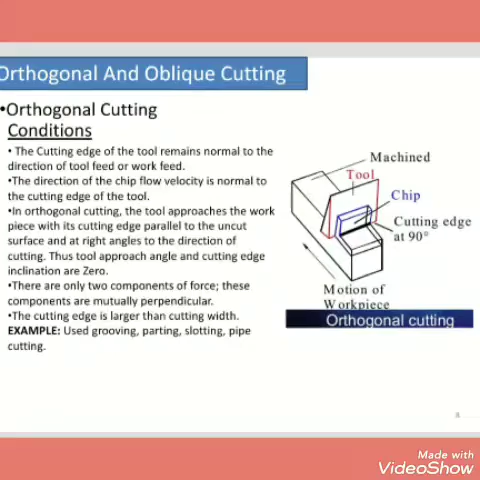 Orthogonal And Oblique Cutting
•Orthogonal Cutting
Conditions
• The Cutting edge of the tool remains normal to the
direction of tool feed or work feed.
•The direction of the chip flow velocity is normal to
the cutting edge of the tool.
•In orthogonal cutting, the tool approaches the work
piece with its cutting edge parallel to the uncut
surface and at right angles to the direction of
cutting. Thus tool approach angle and cutting edge
inclination are Zero.
•There are only two components of force; these
components are mutually perpendicular.
•The cutting edge is larger than cutting width.
EXAMPLE: Used grooving, parting, slotting, pipe
cutting.
Machined
Tool
Chip
Cutting edge
at 90°
Motion of
Workpiece
Orthogonal cutting
Made with
VideoShow